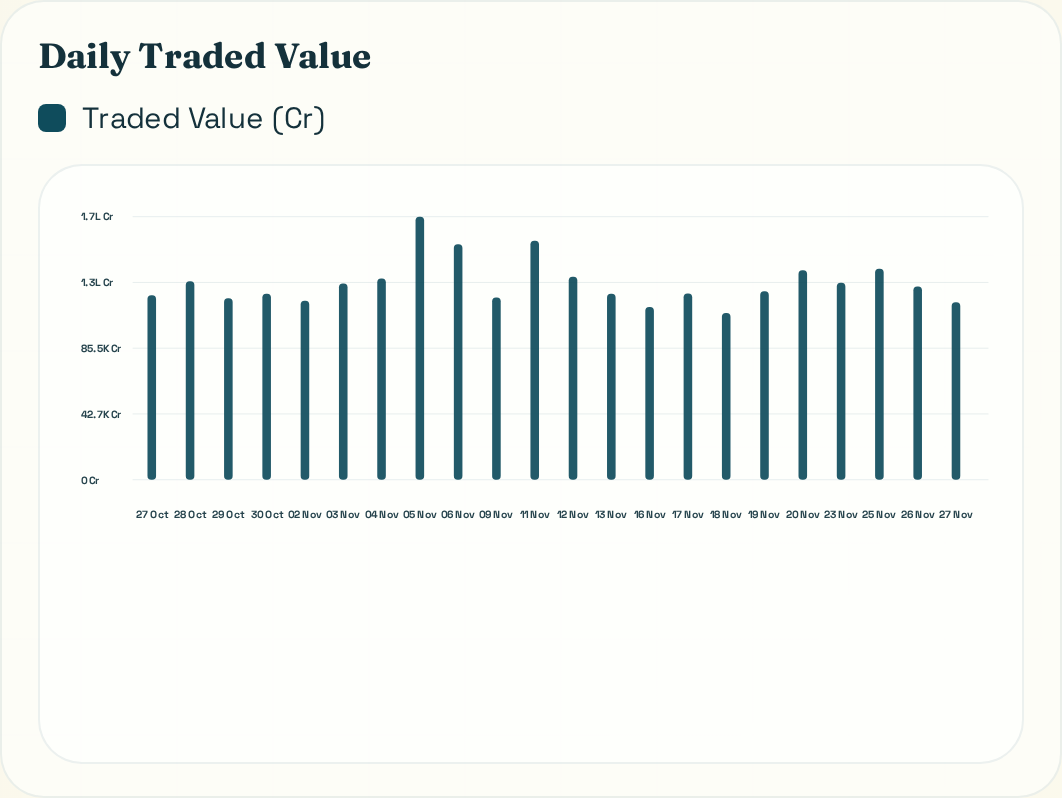 Daily Traded Value
Traded Value (Cr)
1.7L Cr
1.3L Cr
85.5K Cr
42.7K Cr
0 Cr
27 Oct 28 Oct 29 Oct 30 Oct 02 Nov 03 Nov 04 Nov 05 Nov 06 Nov 09 Nov 11 Nov 12 Nov 13 Nov 16 Nov 17 Nov 18 Nov 19 Nov 20 Nov 23 Nov 25 Nov 26 Nov 27 Nov